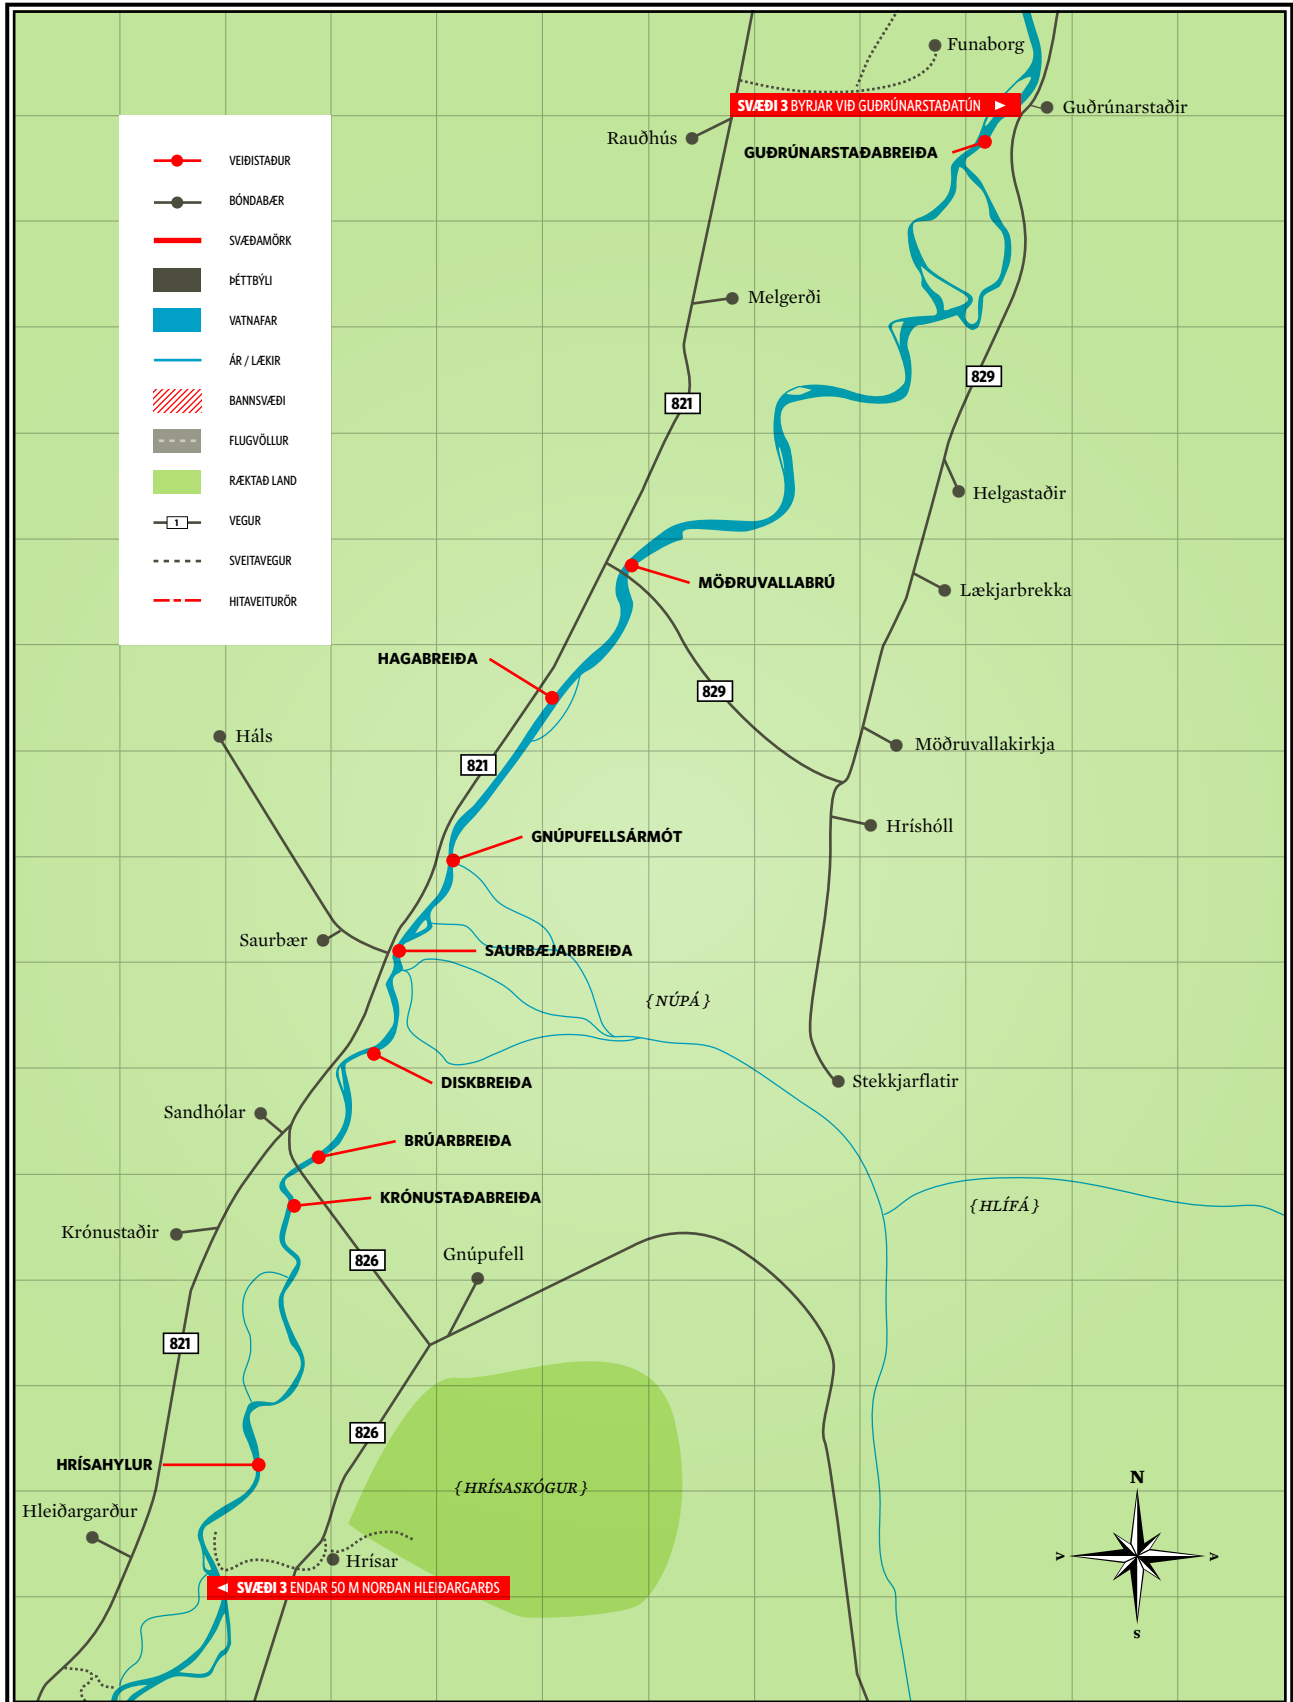 Funaborg
SVÆÐI 3 BYRJAR VIÐ GUÐRÚNARSTAÐATÚN
Guðrúnarstaðir
Rauðhús
GUÐRÚNARSTAÐABREIÐA
VEIÐISTAÐUR
BÓNDABÆR
SVÆÐAMÖRK
ÞÉTTBÝLI
VATNAFAR
ÁR / LÆKIR
BANNSVÆÐI
FLUGVÖLLUR
RÆKTAÐ LAND
1
VEGUR
SVEITAVEGUR
HITAVEITURÖR
Melgerði
829
821
Helgastaðir
MÖÐRUVALLABRÚ
Lækjarbrekka
HAGABREIÐA
829
Háls
Möðruvallakirkja
821
Hríshóll
GNÚPUFELLSÁRMÓT
Saurbær
SAURBÆJARBREIÐA
{NÚPÁ}
DISKBREIÐA
Stekkjarflatir
Sandhólar
BRÚARBREIÐA
KRÓNUSTAÐABREIÐA
{HLÍFÁ}
Krónustaðir
826
Gnúpufell
821
826
HRÍSAHYLUR
{HRÍSASKÓGUR}
Hleiðargarður
Hrísar
SVÆÐI 3 ENDAR 50 M NORÐAN HLEIÐARGARÐS
N
V
A
S